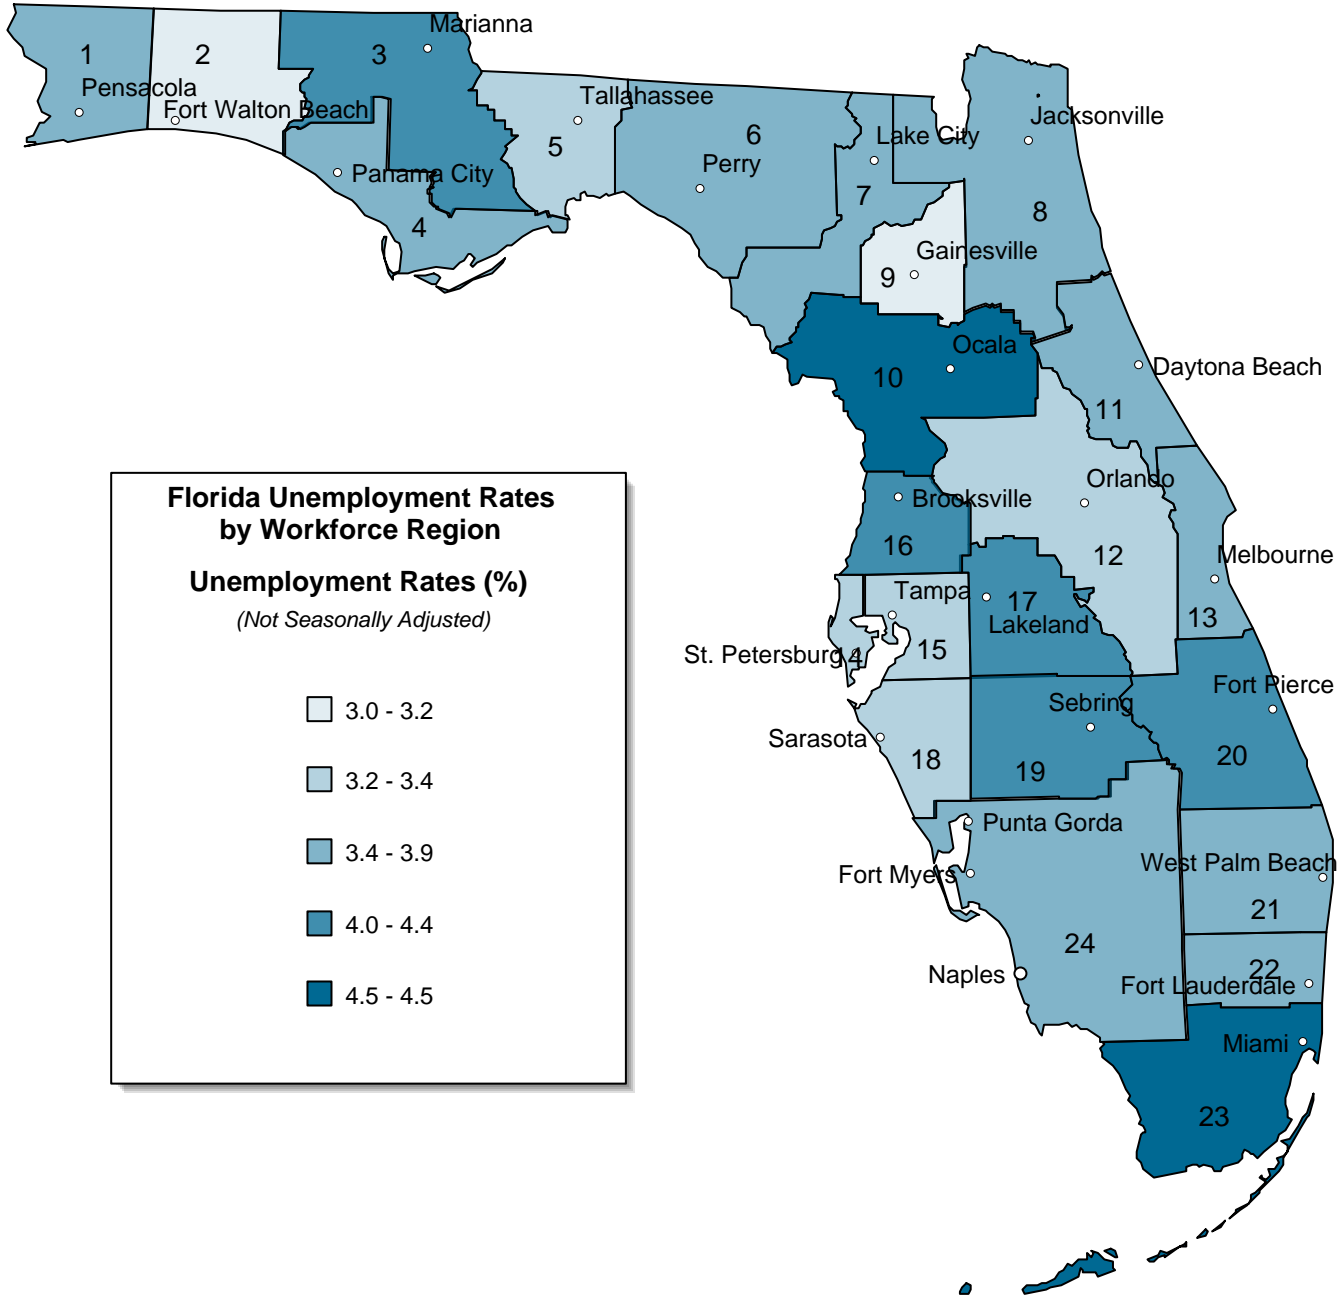 Marianna
1
2
3
Pensacola
Fort Walton Beach
Tallahassee
5
6
Lake City
Jacksonville
Perry
Panama City
7
8
4
Gainesville
9
Ocala
10
Daytona Beach
11
Florida Unemployment Rates
by Workforce Region
Unemployment Rates (%)
(Not Seasonally Adjusted)
3.0 - 3.2
3.2 - 3.4
3.4 - 3.9
4.0 - 4.4
4.5 - 4.5
Orlando
Brooksville
16
12
Melbourne
Tampa
17
Lakeland
13
St. Petersburg
14
15
Fort Pierce
Sebring
Sarasota
18
19
20
Punta Gorda
West Palm Beach
Fort Myers
21
24
22
Naples
Fort Lauderdale
Miami
23